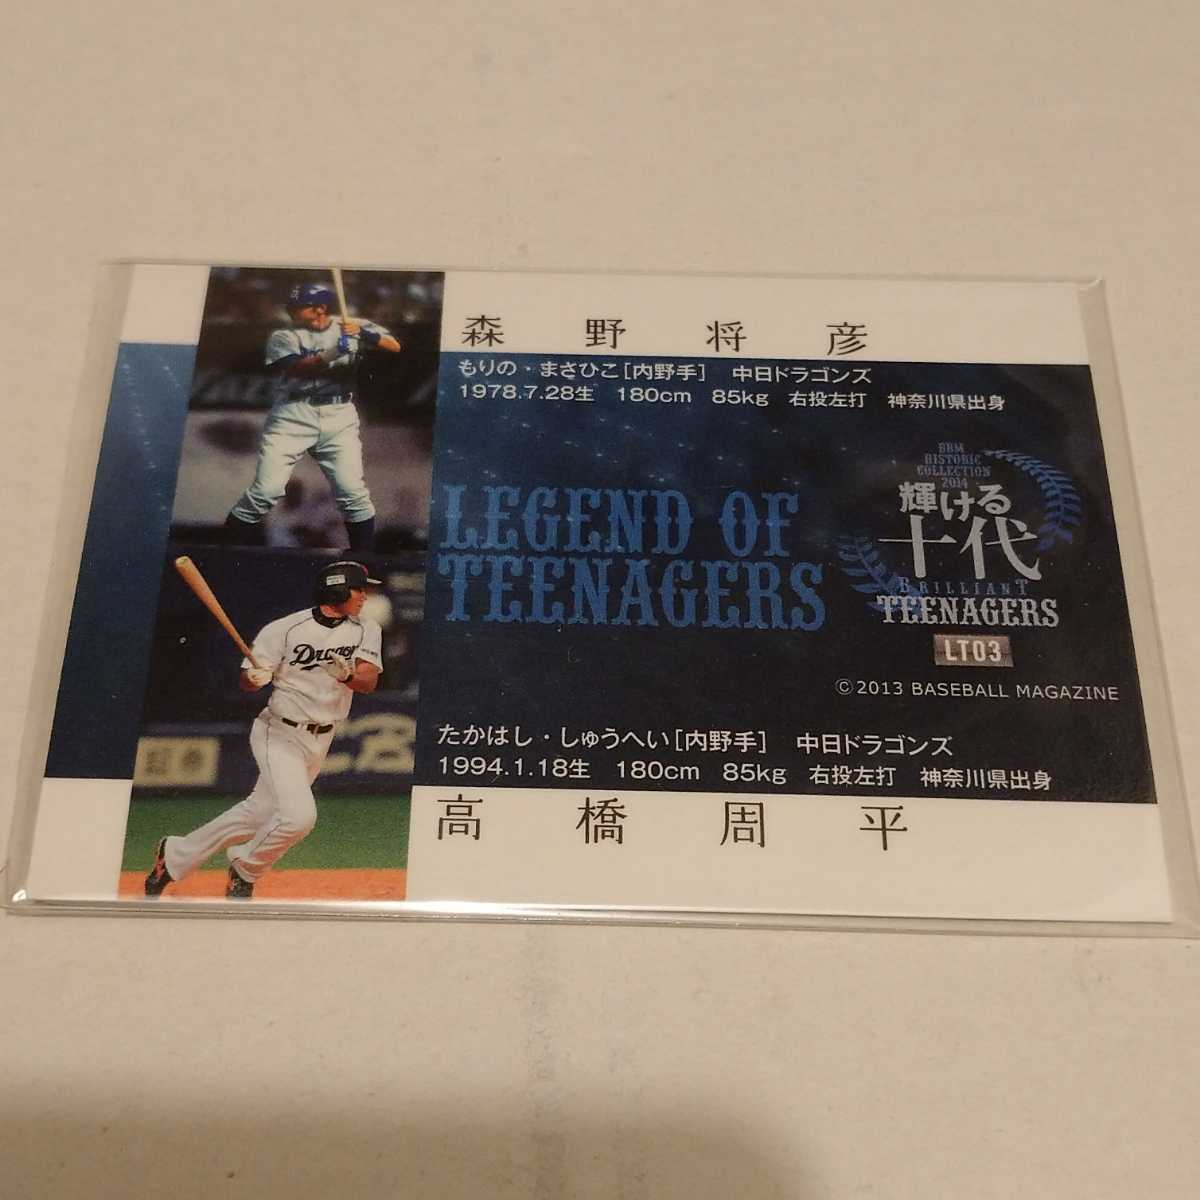 森野将彦
もりの・まさひこ[内野手] 中日ドラゴンズ
1978.7.28生 180cm 85kg 右投左打 神奈川県出身
LEGEND OF
TEENAGERS
BBM
HISTORIC
COLLECTION
2014
輝ける
十代
BRILLIANT
TEENAGERS
LT03
©2013 BASEBALL MAGAZINE
Dragons
たかはし・しゅうへい[内野手] 中日ドラゴンズ
1994.1.18生 180cm 85kg 右投左打 神奈川県出身
高橋周平